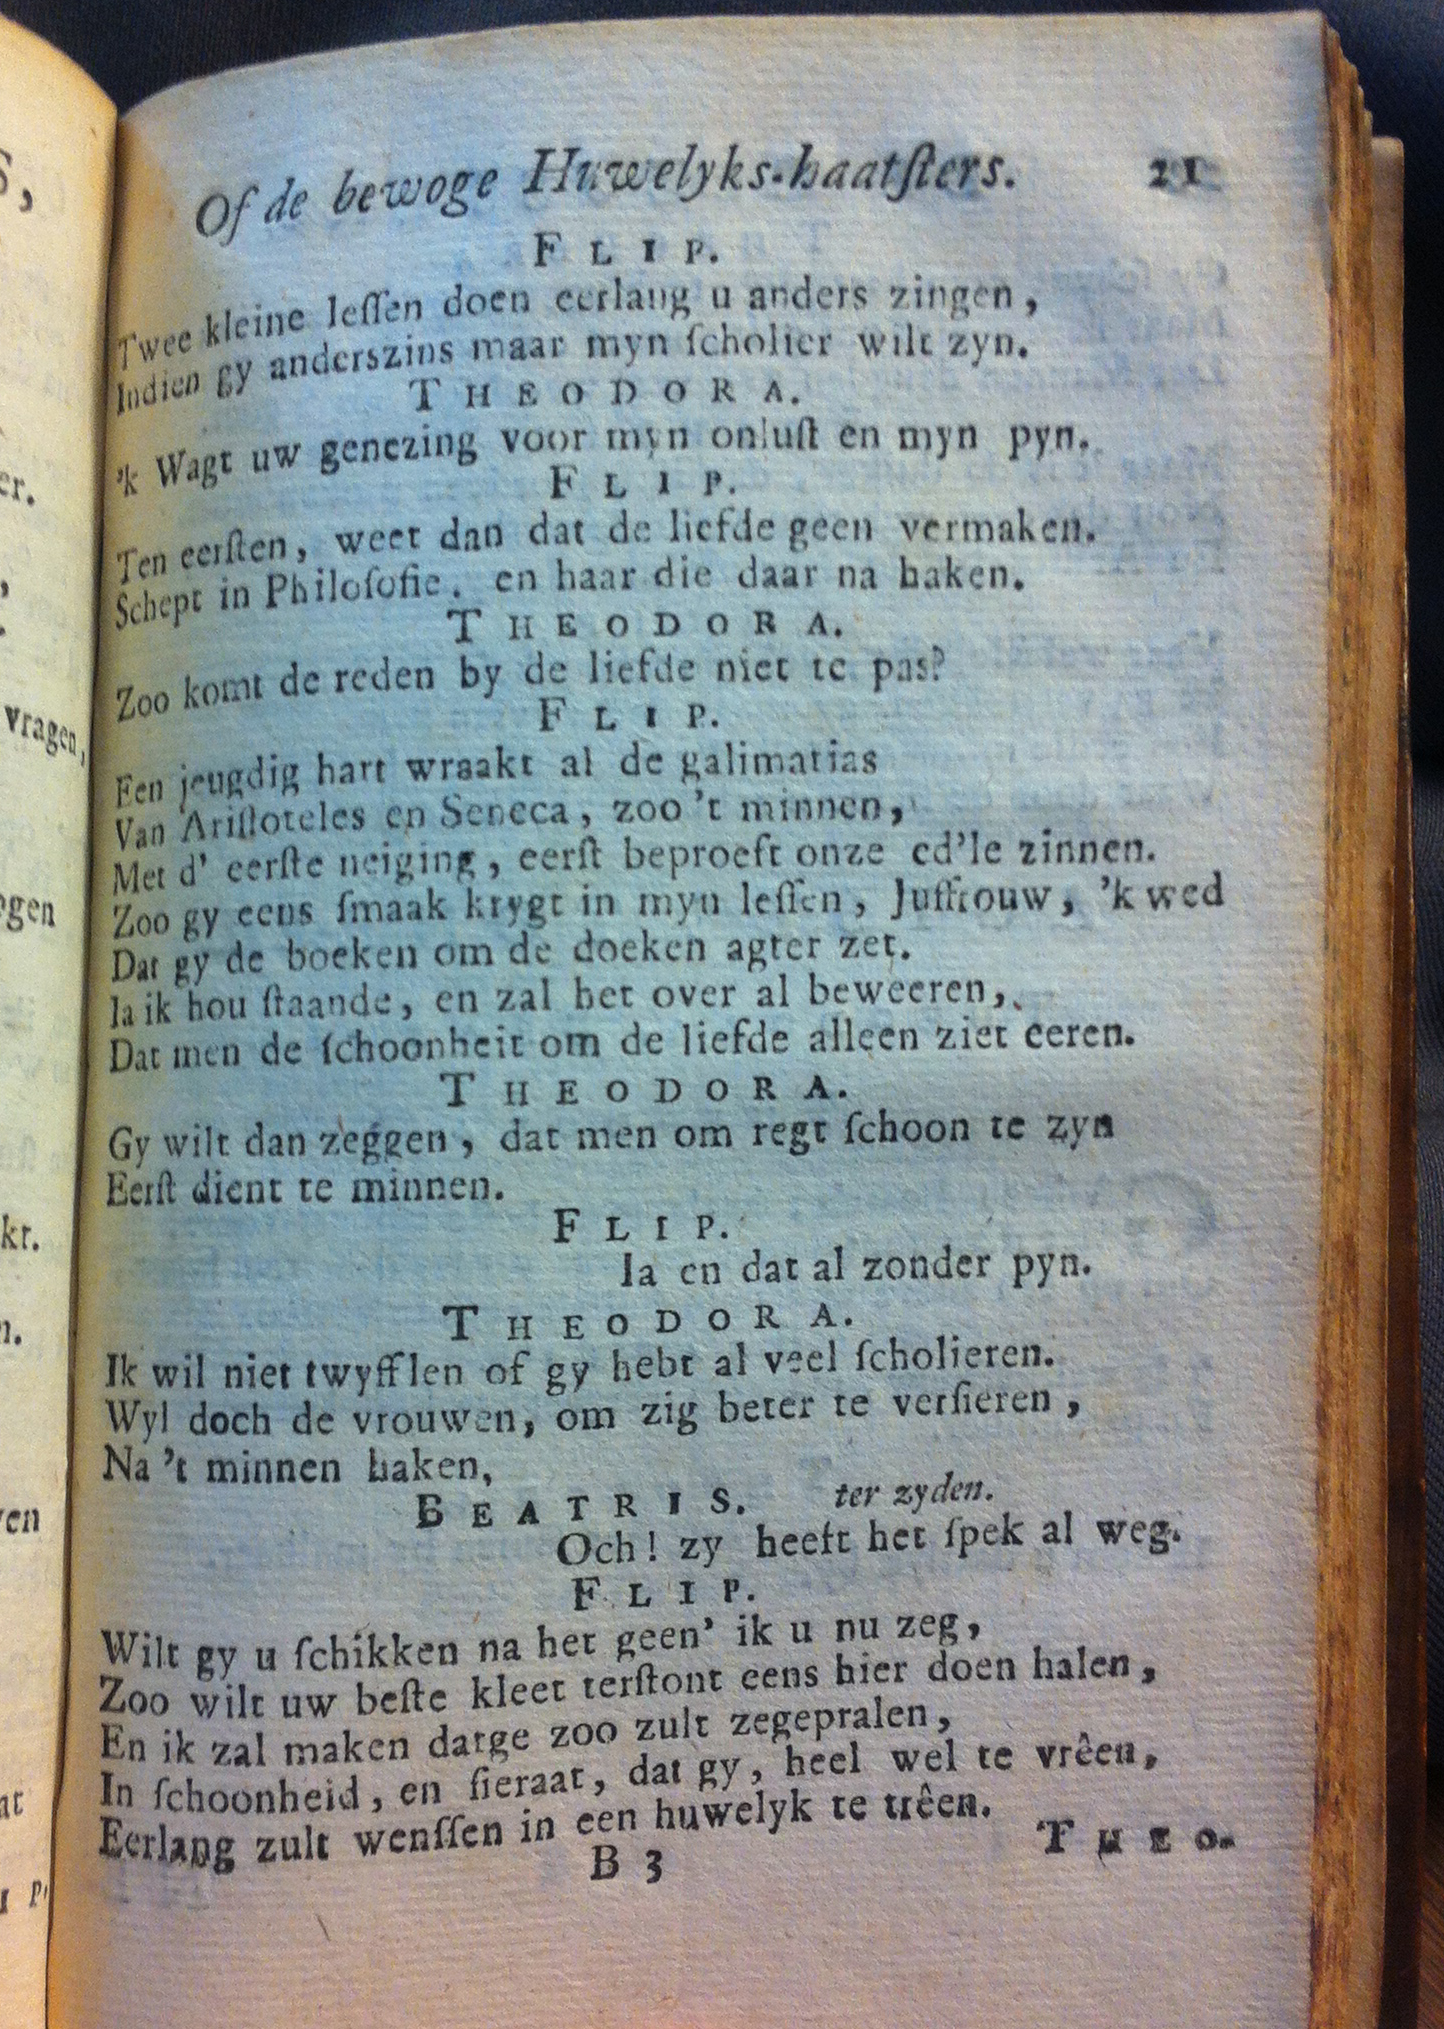 Of de bewoge Huwelyks-haatſters. 21
FLIP.
Twee kleine leſſen doen eerlang u anders zingen,
Indien gy anderszins maar myn ſcholier wilt zyn.
THEODORA.
'k Wagt uw genezing voor myn onluſt en myn pyn.
FLIP.
Ten eerſten, weet dan dat de liefde geen vermaken.
Schept in Philoſofie. en haar die daar na haken.
THEODORA.
Zoo komt de reden by de liefde niet te pas?
FLIP.
Een jeugdig hart wraakt al de galimatias
Van Ariſtoteles en Seneca, zoo 't minnen,
Met d' eerſte neiging, eerſt beproeft onze ed'le zinnen.
Zoo gy eens ſmaak krygt in myn leſſen, Juffrouw, 'k wed
Dat gy de boeken om de doeken agter zet.
Ia ik hou ſtaande, en zal het over al beweeren,
Dat men de ſchoonheit om de liefde alleen ziet eeren.
THEODORA.
Gy wilt dan zeggen, dat men om regt ſchoon te zyn
Eerſt dient te minnen.
FLIP.
Ia en dat al zonder pyn.
THEODORA.
Ik wil niet twyfflen of gy hebt al veel ſcholieren.
Wyl doch de vrouwen, om zig beter te verſieren,
Na 't minnen haken,
BEATRIS. ter zyden.
Och! zy heeft het ſpek al weg.
FLIP.
Wilt gy u ſchikken na het geen' ik u nu zeg,
Zoo wilt uw beſte kleet terſtont eens hier doen halen,
En ik zal maken datge zoo zult zegepralen,
In ſchoonheid, en ſieraat, dat gy, heel wel te vrêen,
Eerlang zult wenſſen in een huwelyk te trêen.
B 3 THEO-
S,
er.
vragen,
kt.